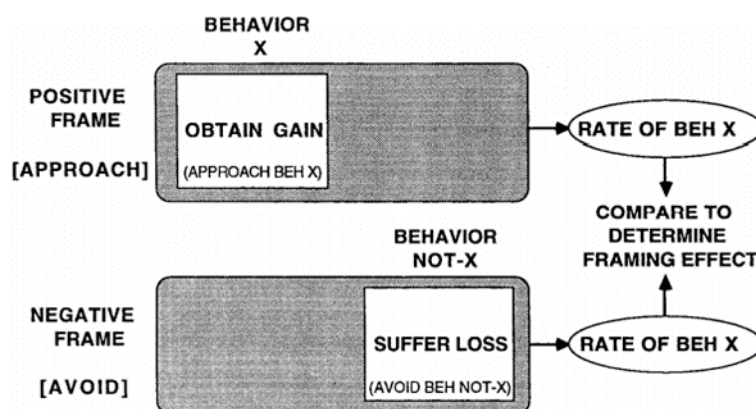 BEHAVIOR
X
POSITIVE
FRAME
[APPROACH]
OBTAIN GAIN
(APPROACH BEH X)
RATE OF BEH X
COMPARE TO
DETERMINE
FRAMING EFFECT
BEHAVIOR
NOT-X
NEGATIVE
FRAME
[AVOID]
SUFFER LOSS
(AVOID BEH NOT-X)
RATE OF BEH X